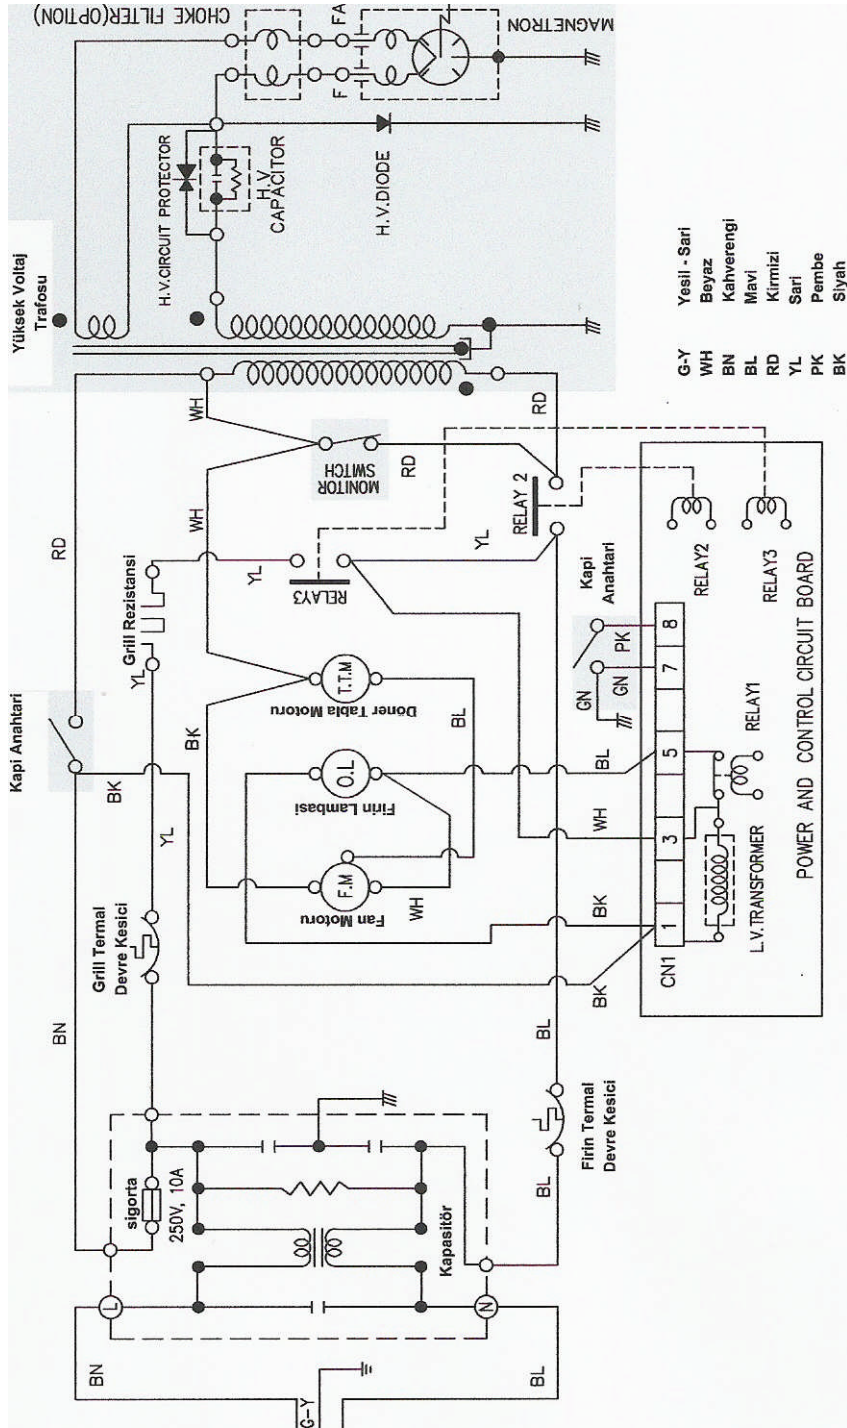 CHOKE FILTER(OPTION)
FA
F
MAGNETRON
H.V.CIRCUIT PROTECTOR
H.V
CAPACITOR
H.V.DIODE
Yüksek Voltaj
Trafosu
G-Y Yesil - Sari
WH Beyaz
BN Kahverengi
BL Mavi
RD Kirmizi
YL Sari
PK Pembe
BK Siyah
WH
RD
MONITOR
SWITCH
RD
WH
RD
RELAY 2
YL
YL
RELAY3
Grill Rezistansi
YL
Kapi Anahtari
BK
YL
T.T.M
Döner Tabla Motoru
BK
BL
O.L
Firin Lambasi
F.M
Fan Motoru
WH
Kapi
Anahtari
PK
GN
GN
BL
WH
BK
BK
8
7
5
3
1
CN1
RELAY2
RELAY3
RELAY1
L.V.TRANSFORMER
POWER AND CONTROL CIRCUIT BOARD
Grill Termal
Devre Kesici
BN
BL
Firin Termal
Devre Kesici
BL
sigorta
250V, 10A
Kapasitör
L
N
BN
G-Y
BL